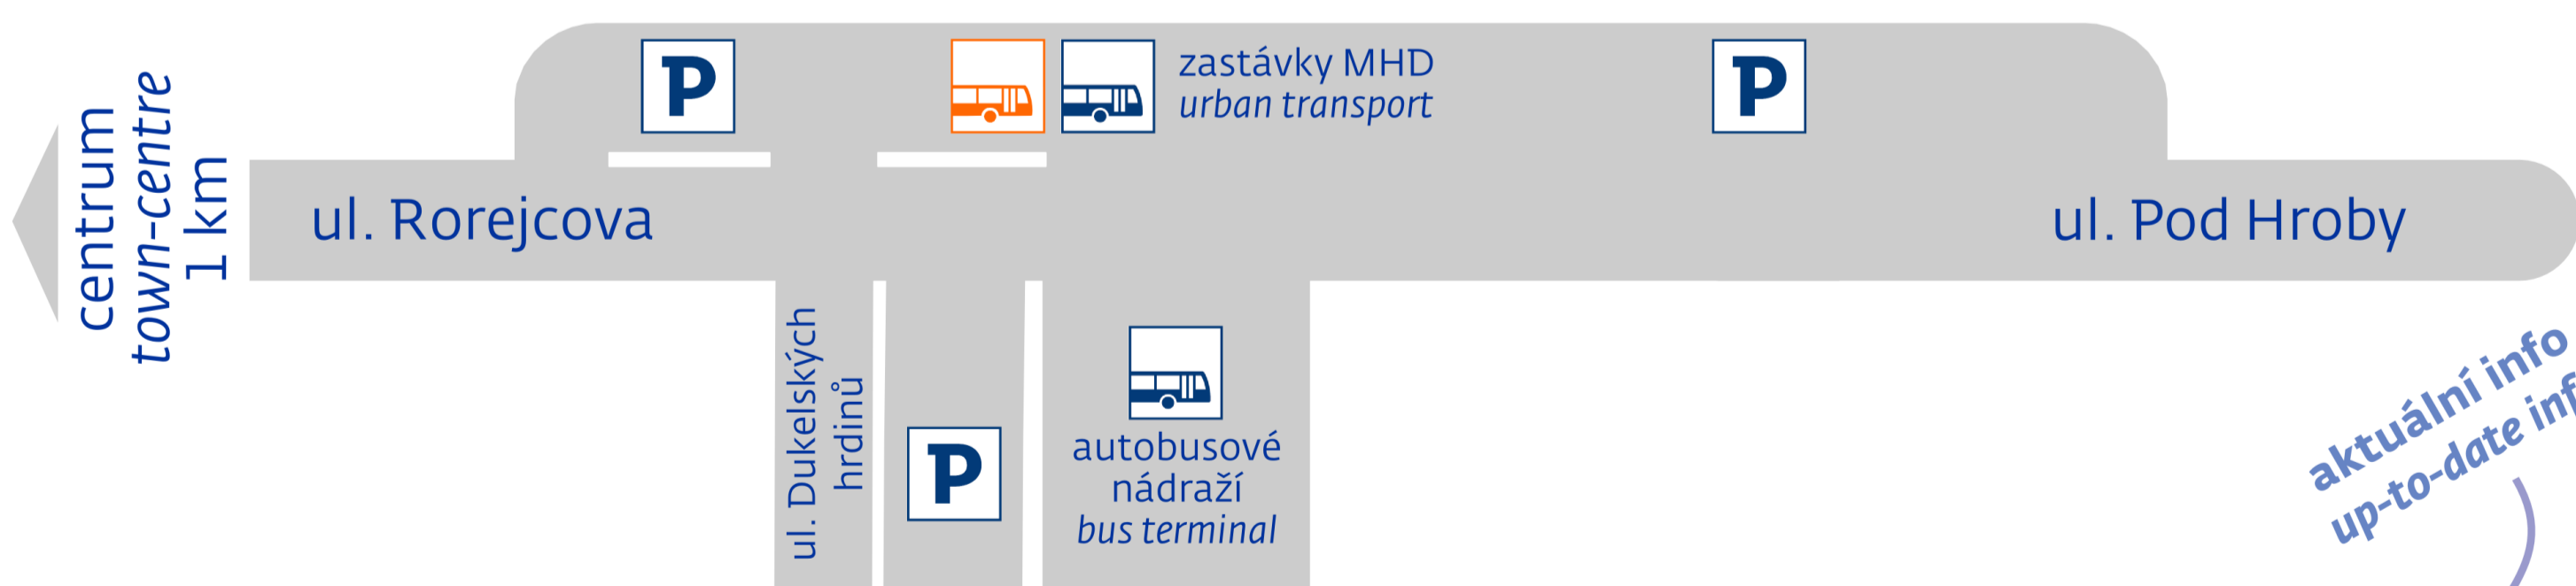 centrum
town-centre
1 km
P
zastávky MHD
urban transport
P
ul. Rorejcova
ul. Pod Hroby
ul. Dukelských
hrdinů
P
autobusové
nádraží
bus terminal
aktuální info
up-to-date inf